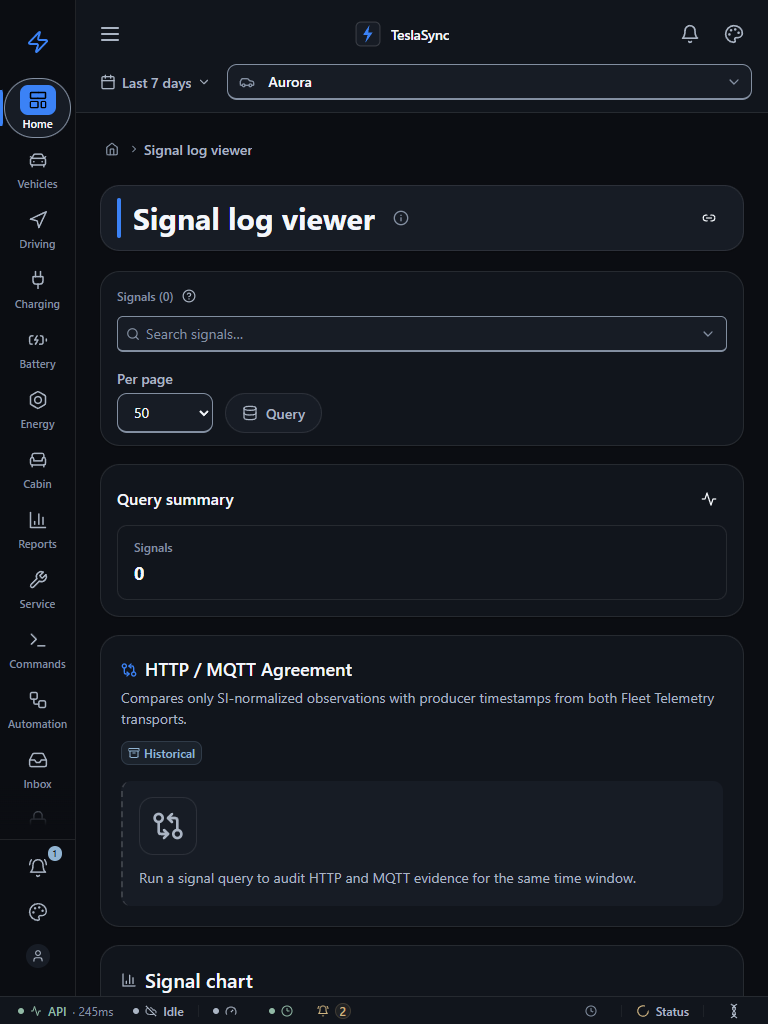 TeslaSync
Last 7 days
Aurora
Home
Vehicles
Driving
Charging
Battery
Energy
Cabin
Reports
Service
Commands
Automation
Inbox
1
Signal log viewer
Signal log viewer
Signals (0)
Search signals...
Per page
50
Query
Query summary
Signals
0
HTTP / MQTT Agreement
Compares only SI-normalized observations with producer timestamps from both Fleet Telemetry
transports.
Historical
Run a signal query to audit HTTP and MQTT evidence for the same time window.
Signal chart
API · 245ms
Idle
2
Status